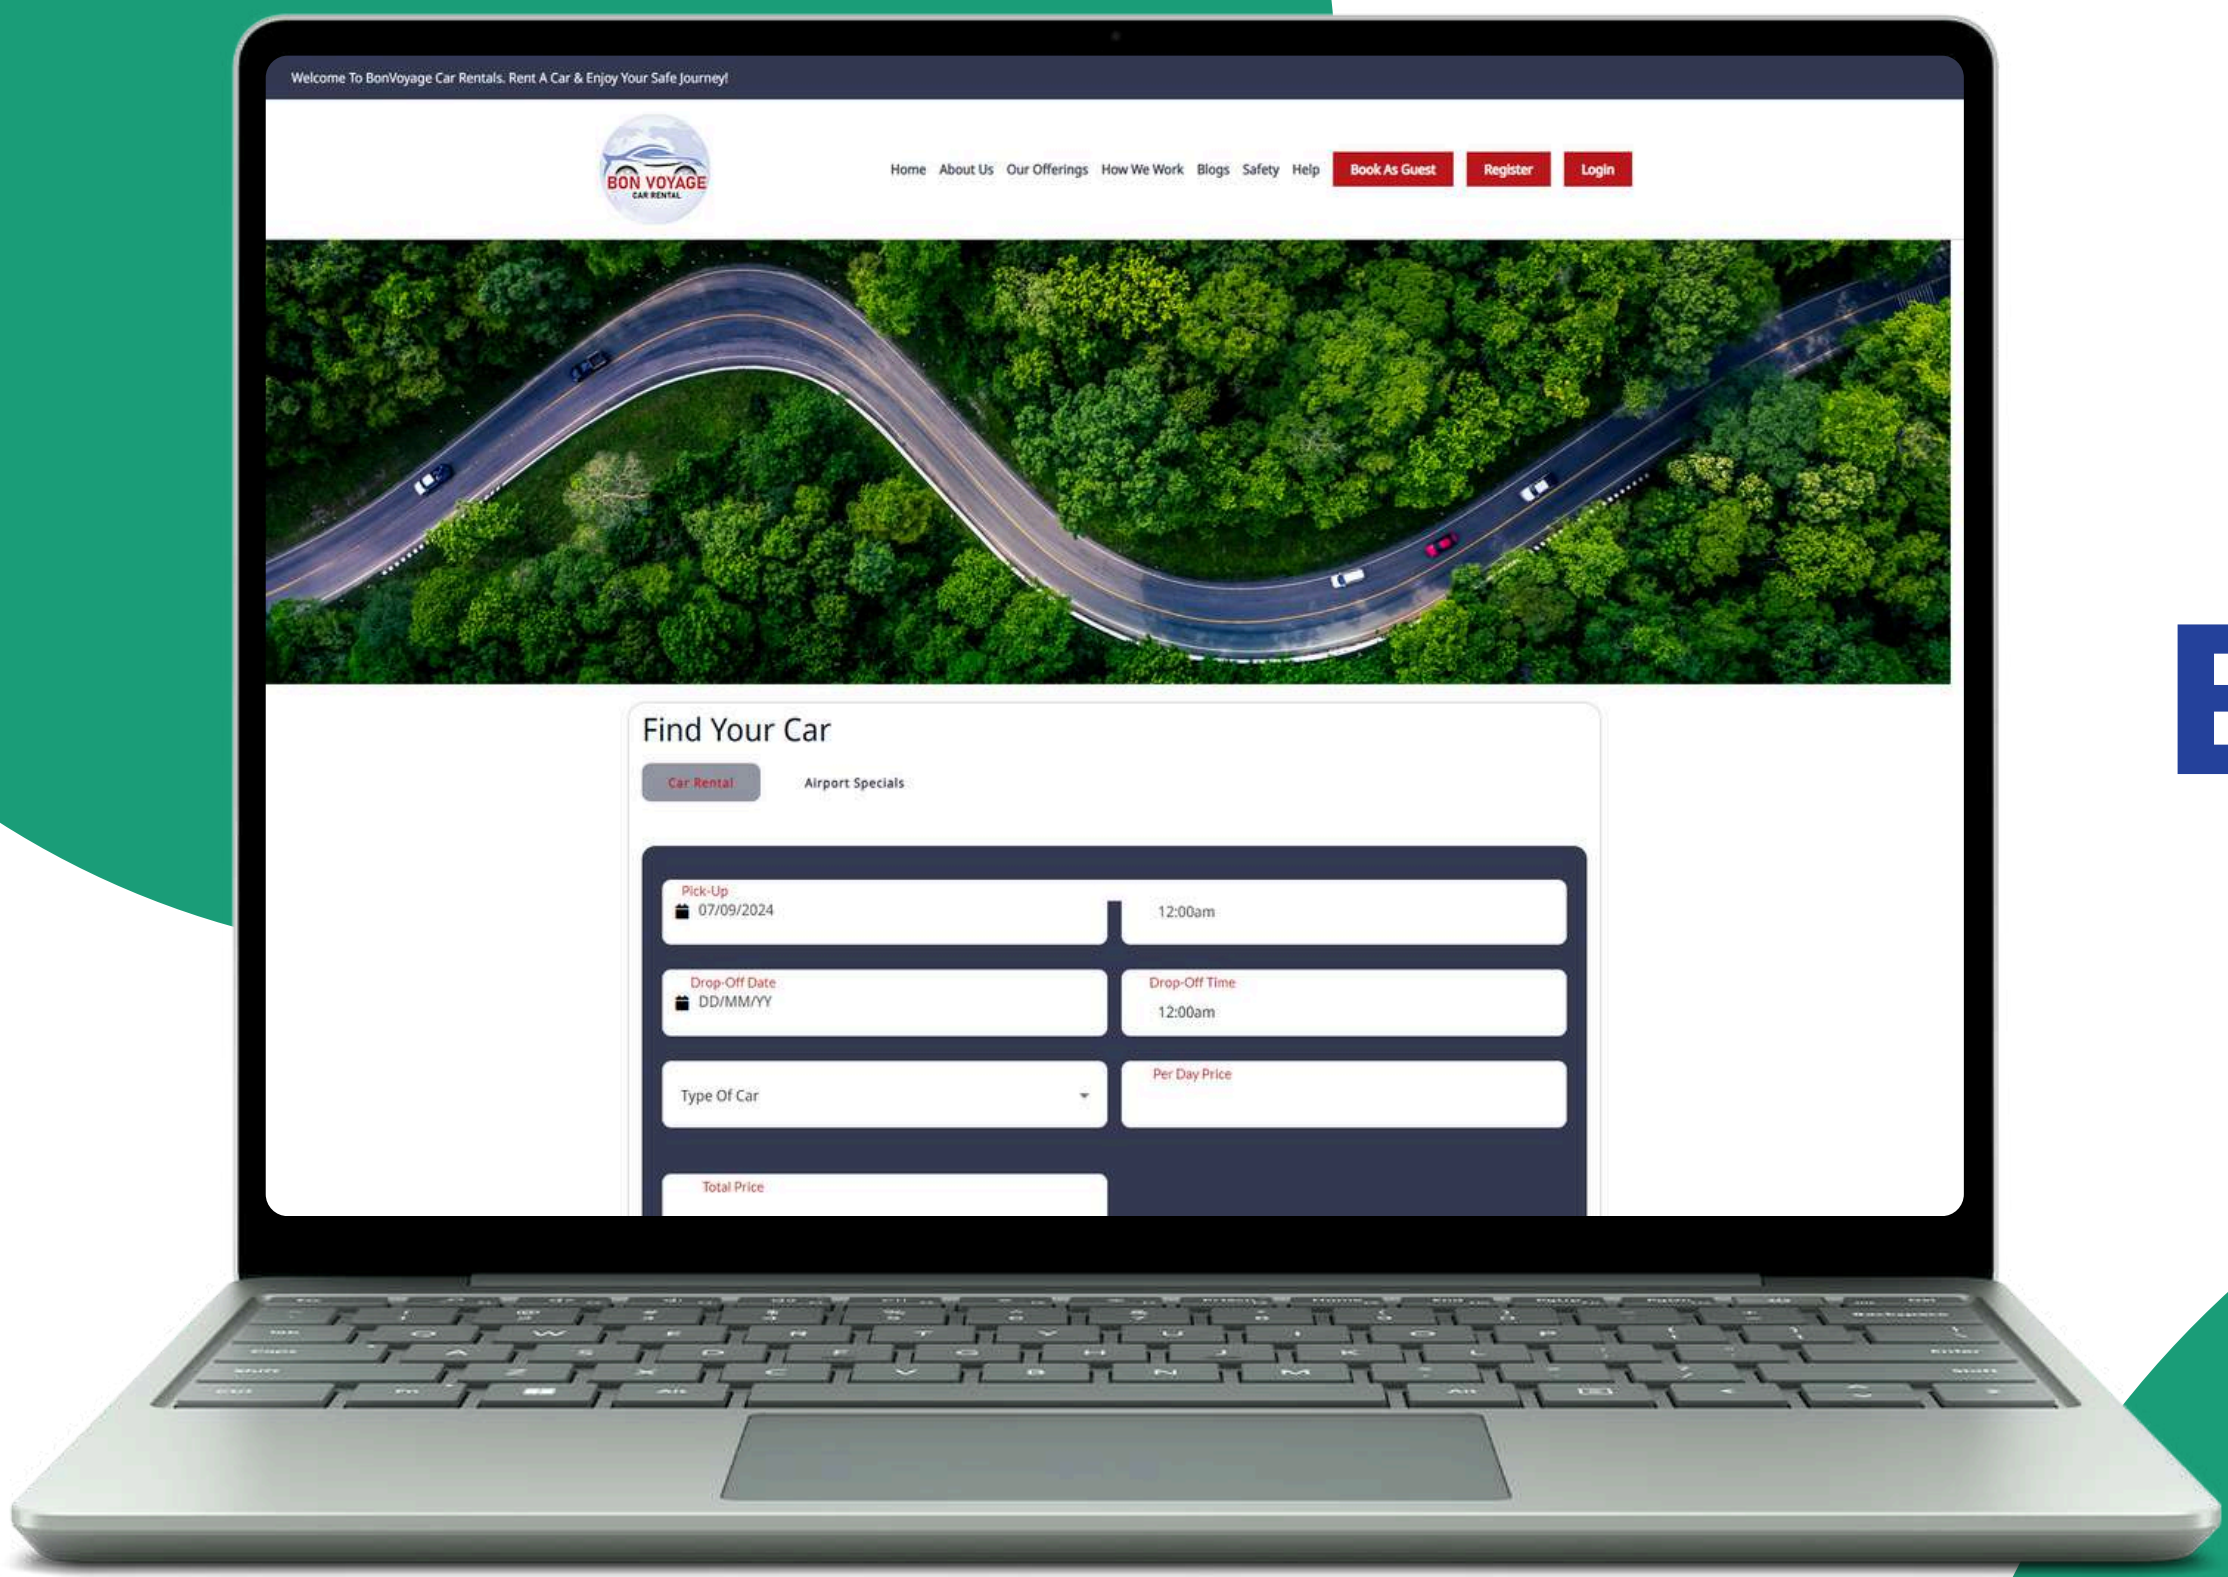 Welcome To BonVoyage Car Rentals. Rent A Car & Enjoy Your Safe Journey!
BON VOYAGE
CAR RENTAL
Home About Us Our Offerings How We Work Blogs Safety Help Book As Guest Register Login
Find Your Car
Car Rental Airport Specials
Pick-Up
07/09/2024 12:00am
Drop-Off Date Drop-Off Time
DD/MM/YY 12:00am
Type Of Car Per Day Price
Total Price